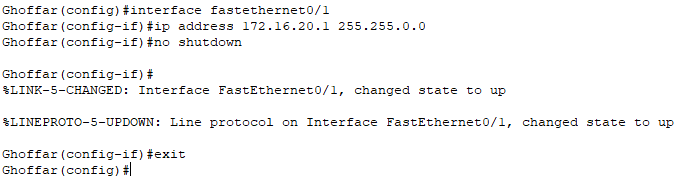 Ghoffar(config)#interface fastethernet0/1
Ghoffar(config-if)#ip address 172.16.20.1 255.255.0.0
Ghoffar(config-if)#no shutdown
Ghoffar(config-if)#
%LINK-5-CHANGED: Interface FastEthernet0/1, changed state to up
%LINEPROTO-5-UPDOWN: Line protocol on Interface FastEthernet0/1, changed state to up
Ghoffar(config-if)#exit
Ghoffar(config)#